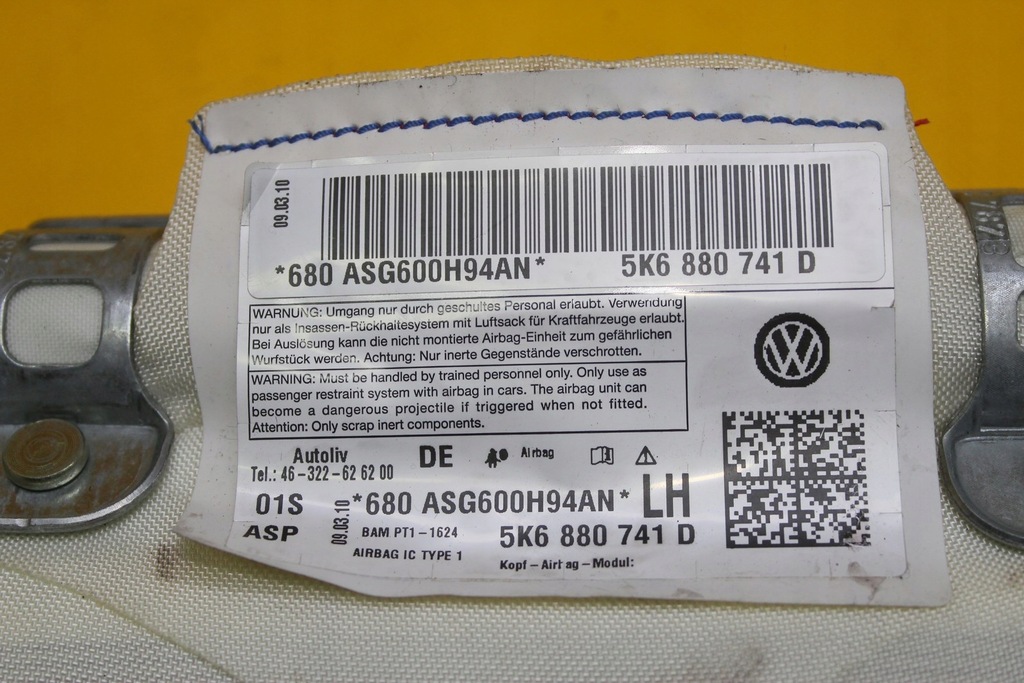 09.03.10
*680 ASG600H94AN* 5K6 880 741 D
WARNUNG: Umgang nur durch geschultes Personal erlaubt. Verwendung
nur als Insassen-Rückhaltesystem mit Luftsack für Kraftfahrzeuge erlaubt.
Bei Auslösung kann die nicht montierte Airbag-Einheit zum gefährlichen
Wurfstück werden. Achtung: Nur inerte Gegenstände verschrotten.
WARNING: Must be handled by trained personnel only. Only use as
passenger restraint system with airbag in cars. The airbag unit can
become a dangerous projectile if triggered when not fitted.
Attention: Only scrap inert components.
Autoliv DE Airbag
Tel.: 46-322-626200
01S 09.03.10 *680 ASG600H94AN* LH
ASP BAM PT1-1624 5K6 880 741 D
AIRBAG IC TYPE 1 Kopf-Airbag-Modul: